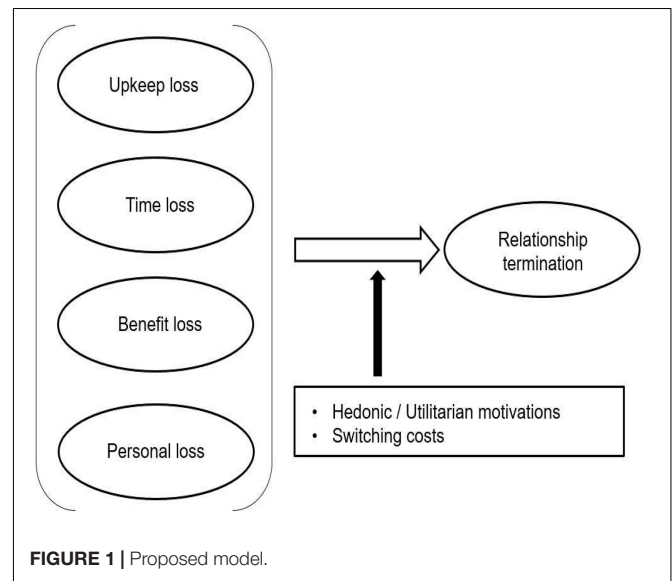 Upkeep loss
Time loss
Benefit loss
Personal loss
Relationship
termination
• Hedonic / Utilitarian motivations
• Switching costs
FIGURE 1 | Proposed model.